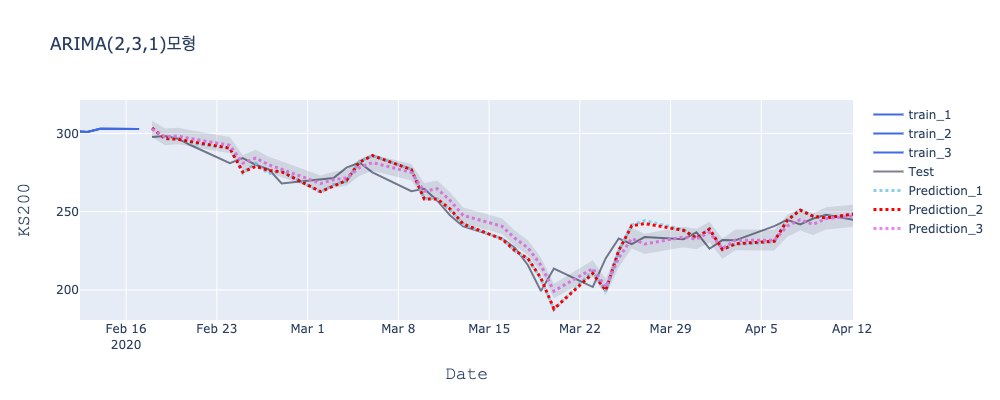 ARIMA(2,3,1)모형
300
250
200
KS200
Feb 16
2020
Feb 23
Mar 1
Mar 8
Mar 15
Mar 22
Mar 29
Apr 5
Apr 12
Date
train_1
train_2
train_3
Test
Prediction_1
Prediction_2
Prediction_3